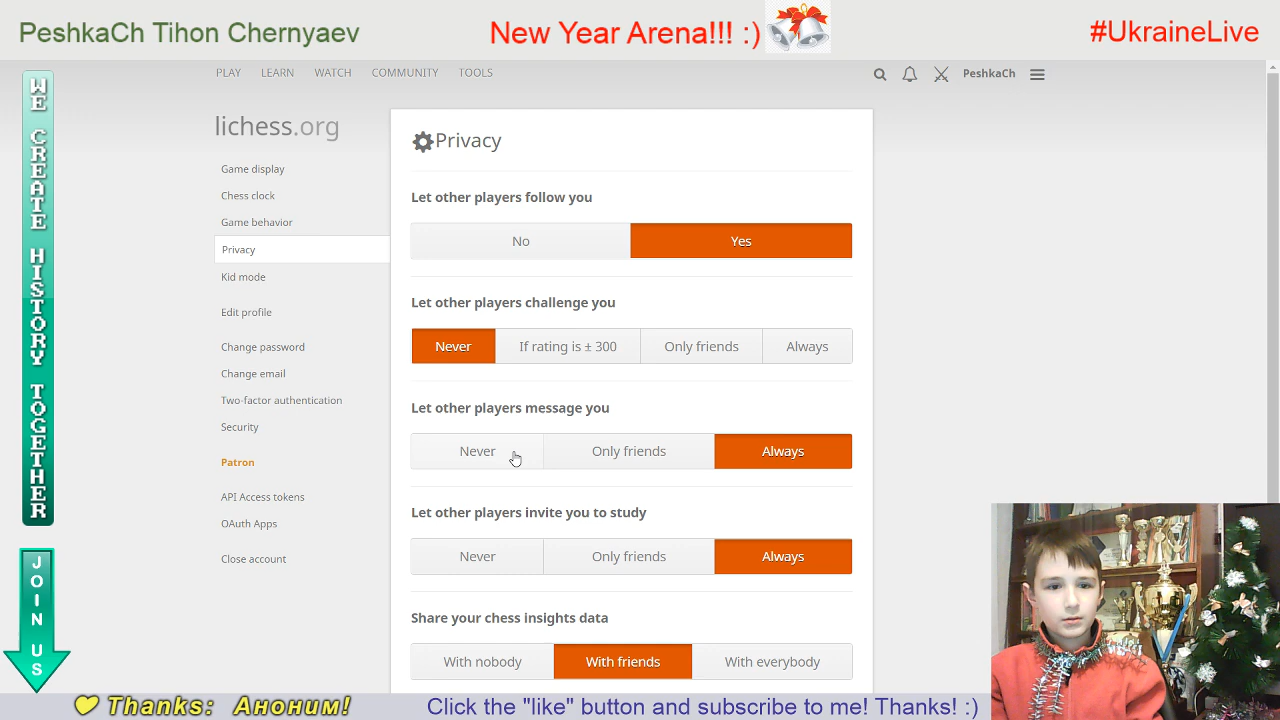 PeshkaCh Tihon Chernyaev
New Year Arena!!! :)
#UkraineLive
WE CREATE HISTORY TOGETHER
JOIN US
PLAY LEARN WATCH COMMUNITY TOOLS
PeshkaCh
lichess.org
Game display
Chess clock
Game behavior
Privacy
Kid mode
Edit profile
Change password
Change email
Two-factor authentication
Security
Patron
API Access tokens
OAuth Apps
Close account
Privacy
Let other players follow you
No Yes
Let other players challenge you
Never If rating is ± 300 Only friends Always
Let other players message you
Never Only friends Always
Let other players invite you to study
Never Only friends Always
Share your chess insights data
With nobody With friends With everybody
Thanks: Аноним!
Click the "like" button and subscribe to me! Thanks! :)